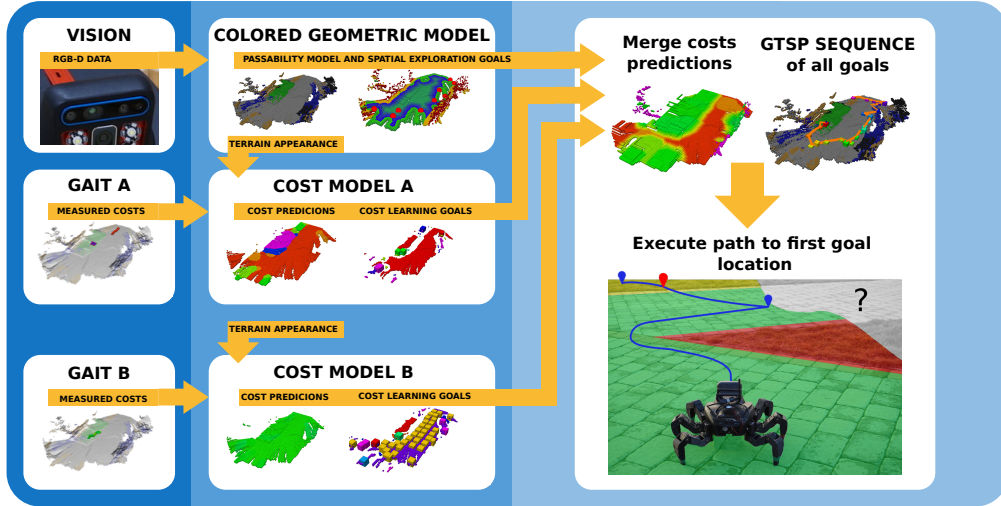 VISION
RGB-D DATA
COLORED GEOMETRIC MODEL
PASSABILITY MODEL AND SPATIAL EXPLORATION GOALS
TERRAIN APPEARANCE
GAIT A
MEASURED COSTS
COST MODEL A
COST PREDICIONS
COST LEARNING GOALS
TERRAIN APPEARANCE
GAIT B
MEASURED COSTS
COST MODEL B
COST PREDICIONS
COST LEARNING GOALS
Merge costs
predictions
GTSP SEQUENCE
of all goals
Execute path to first goal
location
?